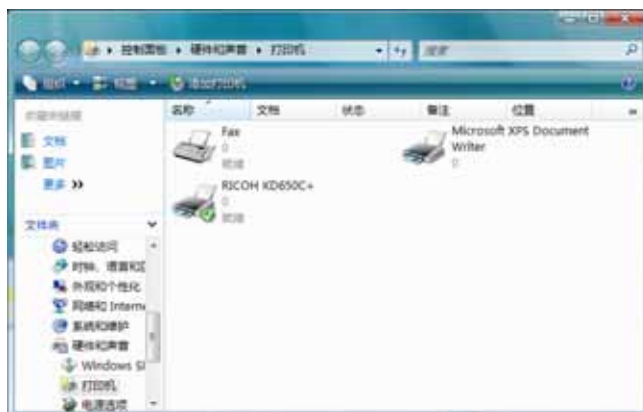 控制面板 ▸ 硬件和声音 ▸ 打印机
搜索
组织 视图 添加打印机
收藏夹链接
文档
图片
更多 »
文件夹
轻松访问
时钟、语言和区
外观和个性化
网络和 Intern
系统和维护
硬件和声音
Windows Sl
打印机
电源选项
名称 文档 状态 备注 位置 »
Fax
0
就绪
Microsoft XPS Document
Writer
0
RICOH KD650C+
0
就绪